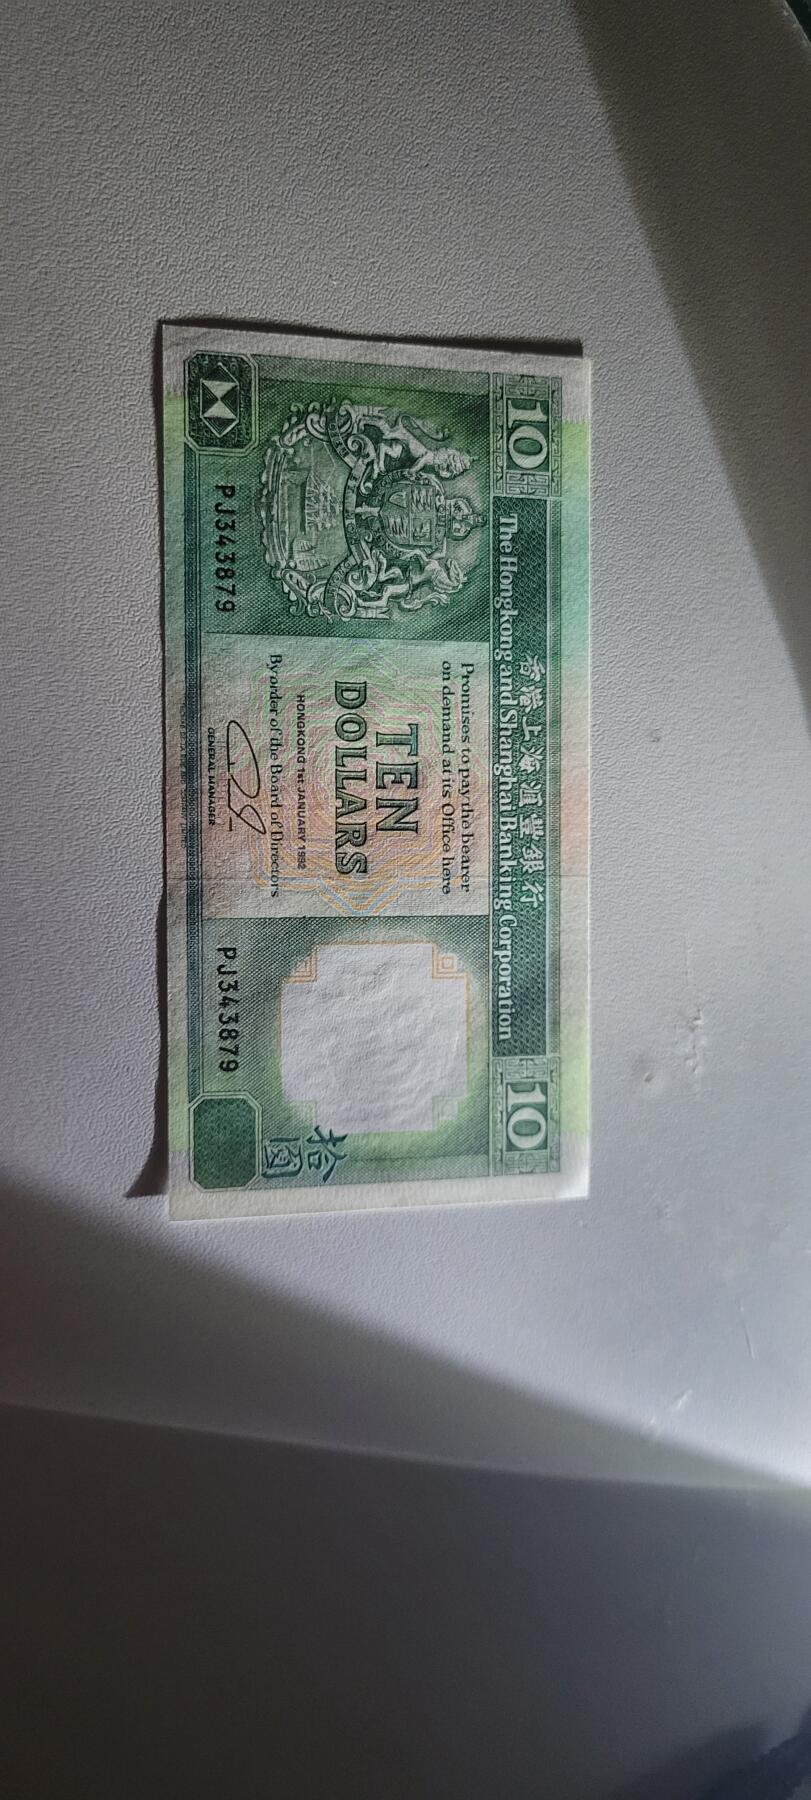 10
香港上海滙豐銀行
The Hongkong and Shanghai Banking Corporation
10
Promises to pay the bearer
on demand at its Office here
TEN
DOLLARS
HONGKONG 1st JANUARY 1992
By order of the Board of Directors
GENERAL MANAGER
PJ343879
PJ343879
拾
圓